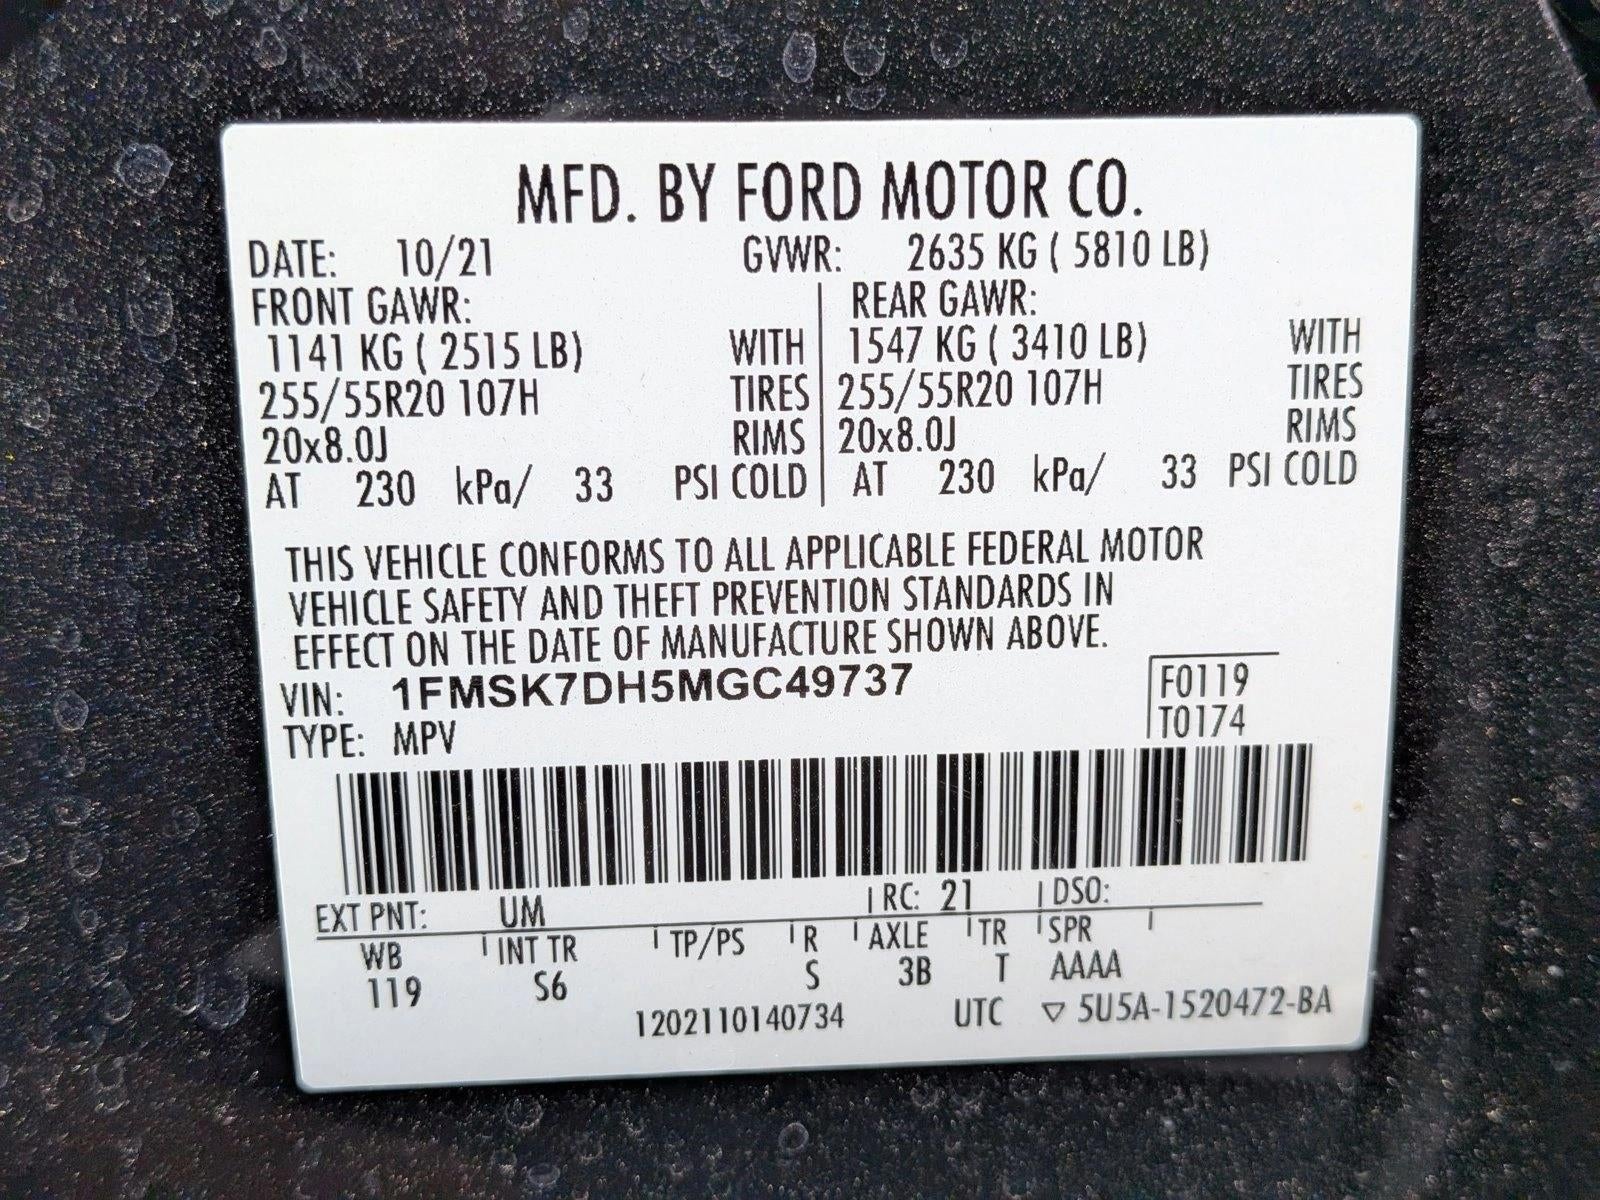 MFD. BY FORD MOTOR CO.
DATE: 10/21 GVWR: 2635 KG ( 5810 LB)
FRONT GAWR: REAR GAWR:
1141 KG ( 2515 LB) WITH 1547 KG ( 3410 LB) WITH
255/55R20 107H TIRES 255/55R20 107H TIRES
20x8.0J RIMS 20x8.0J RIMS
AT 230 kPa/ 33 PSI COLD AT 230 kPa/ 33 PSI COLD
THIS VEHICLE CONFORMS TO ALL APPLICABLE FEDERAL MOTOR
VEHICLE SAFETY AND THEFT PREVENTION STANDARDS IN
EFFECT ON THE DATE OF MANUFACTURE SHOWN ABOVE.
VIN: 1FMSK7DH5MGC49737 F0119
TYPE: MPV T0174
EXT PNT: UM RC: 21 DSO:
WB INT TR TP/PS R AXLE TR SPR
119 S6 S 3B T AAAA
1202110140734 UTC ▽ 5U5A-1520472-BA